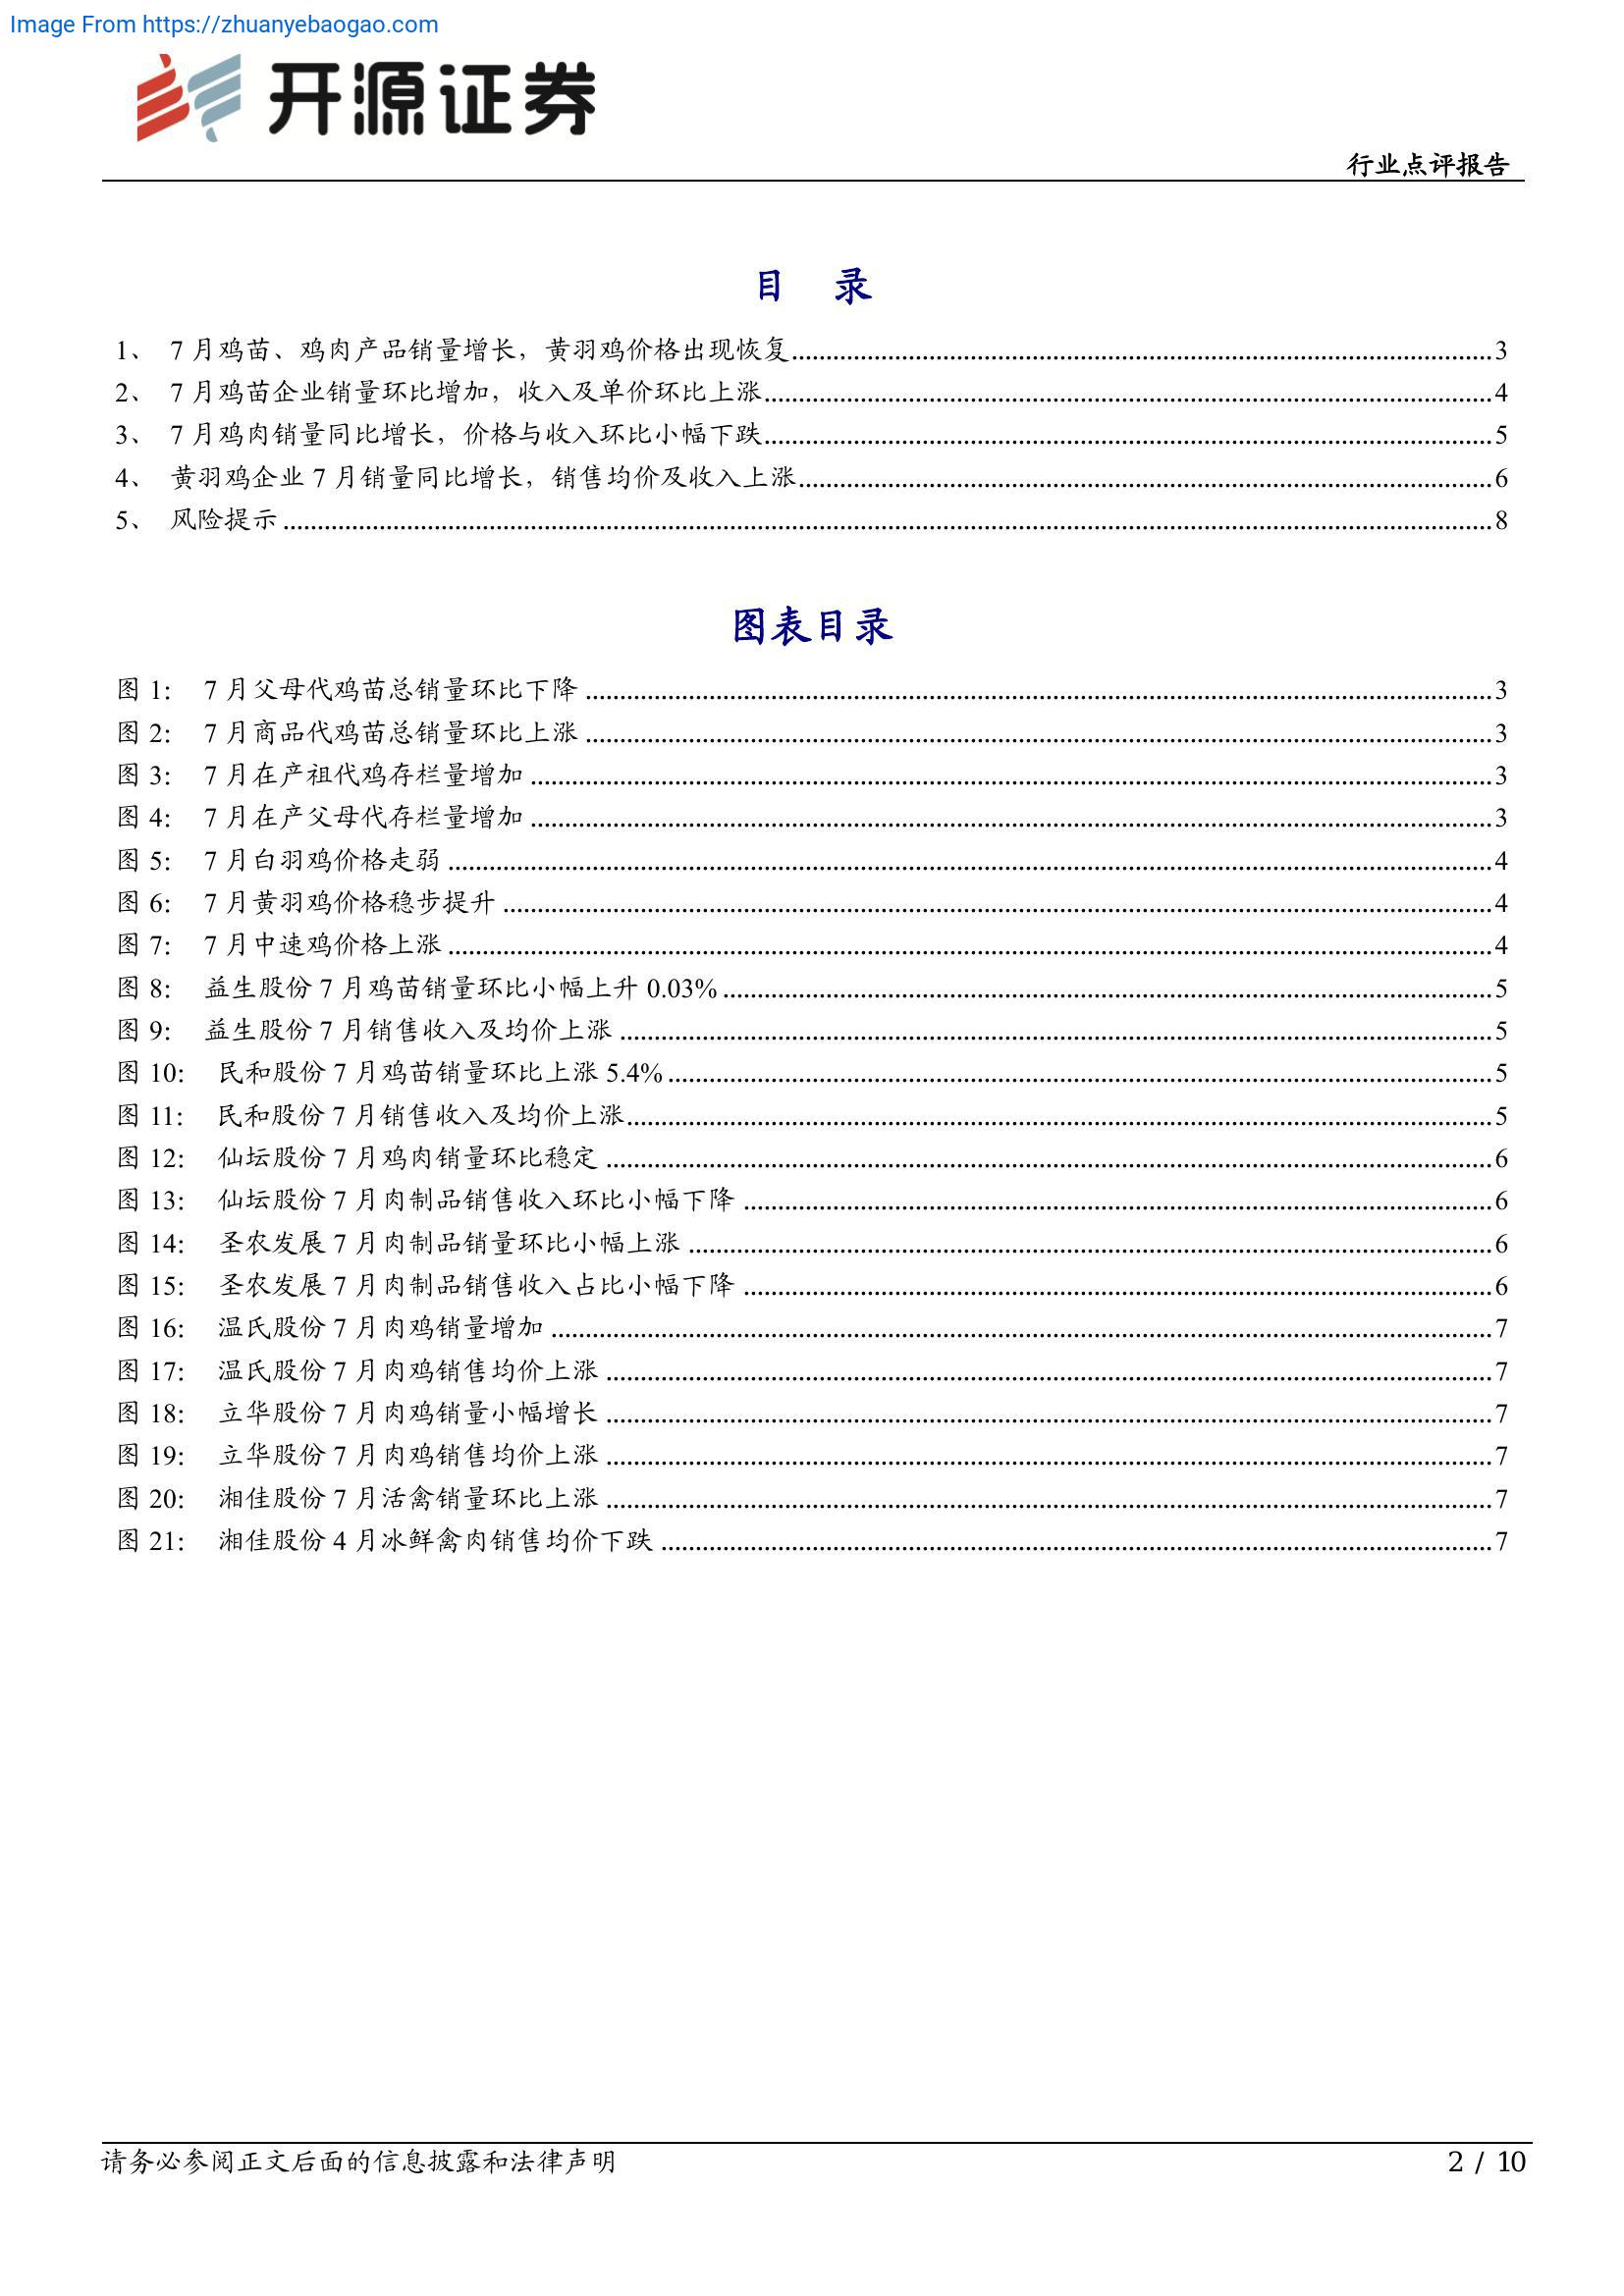 Image From https://zhuanyebaogao.com
开源证券
行业点评报告
目 录
1、 7 月鸡苗、鸡肉产品销量增长，黄羽鸡价格出现恢复 3
2、 7 月鸡苗企业销量环比增加，收入及单价环比上涨 4
3、 7 月鸡肉销量同比增长，价格与收入环比小幅下跌 5
4、 黄羽鸡企业 7 月销量同比增长，销售均价及收入上涨 6
5、 风险提示 8
图表目录
图 1： 7 月父母代鸡苗总销量环比下降 3
图 2： 7 月商品代鸡苗总销量环比上涨 3
图 3： 7 月在产祖代鸡存栏量增加 3
图 4： 7 月在产父母代存栏量增加 3
图 5： 7 月白羽鸡价格走弱 4
图 6： 7 月黄羽鸡价格稳步提升 4
图 7： 7 月中速鸡价格上涨 4
图 8： 益生股份 7 月鸡苗销量环比小幅上升 0.03% 5
图 9： 益生股份 7 月销售收入及均价上涨 5
图 10： 民和股份 7 月鸡苗销量环比上涨 5.4% 5
图 11： 民和股份 7 月销售收入及均价上涨 5
图 12： 仙坛股份 7 月鸡肉销量环比稳定 6
图 13： 仙坛股份 7 月肉制品销售收入环比小幅下降 6
图 14： 圣农发展 7 月肉制品销量环比小幅上涨 6
图 15： 圣农发展 7 月肉制品销售收入占比小幅下降 6
图 16： 温氏股份 7 月肉鸡销量增加 7
图 17： 温氏股份 7 月肉鸡销售均价上涨 7
图 18： 立华股份 7 月肉鸡销量小幅增长 7
图 19： 立华股份 7 月肉鸡销售均价上涨 7
图 20： 湘佳股份 7 月活禽销量环比上涨 7
图 21： 湘佳股份 4 月冰鲜禽肉销售均价下跌 7
请务必参阅正文后面的信息披露和法律声明 2 / 10